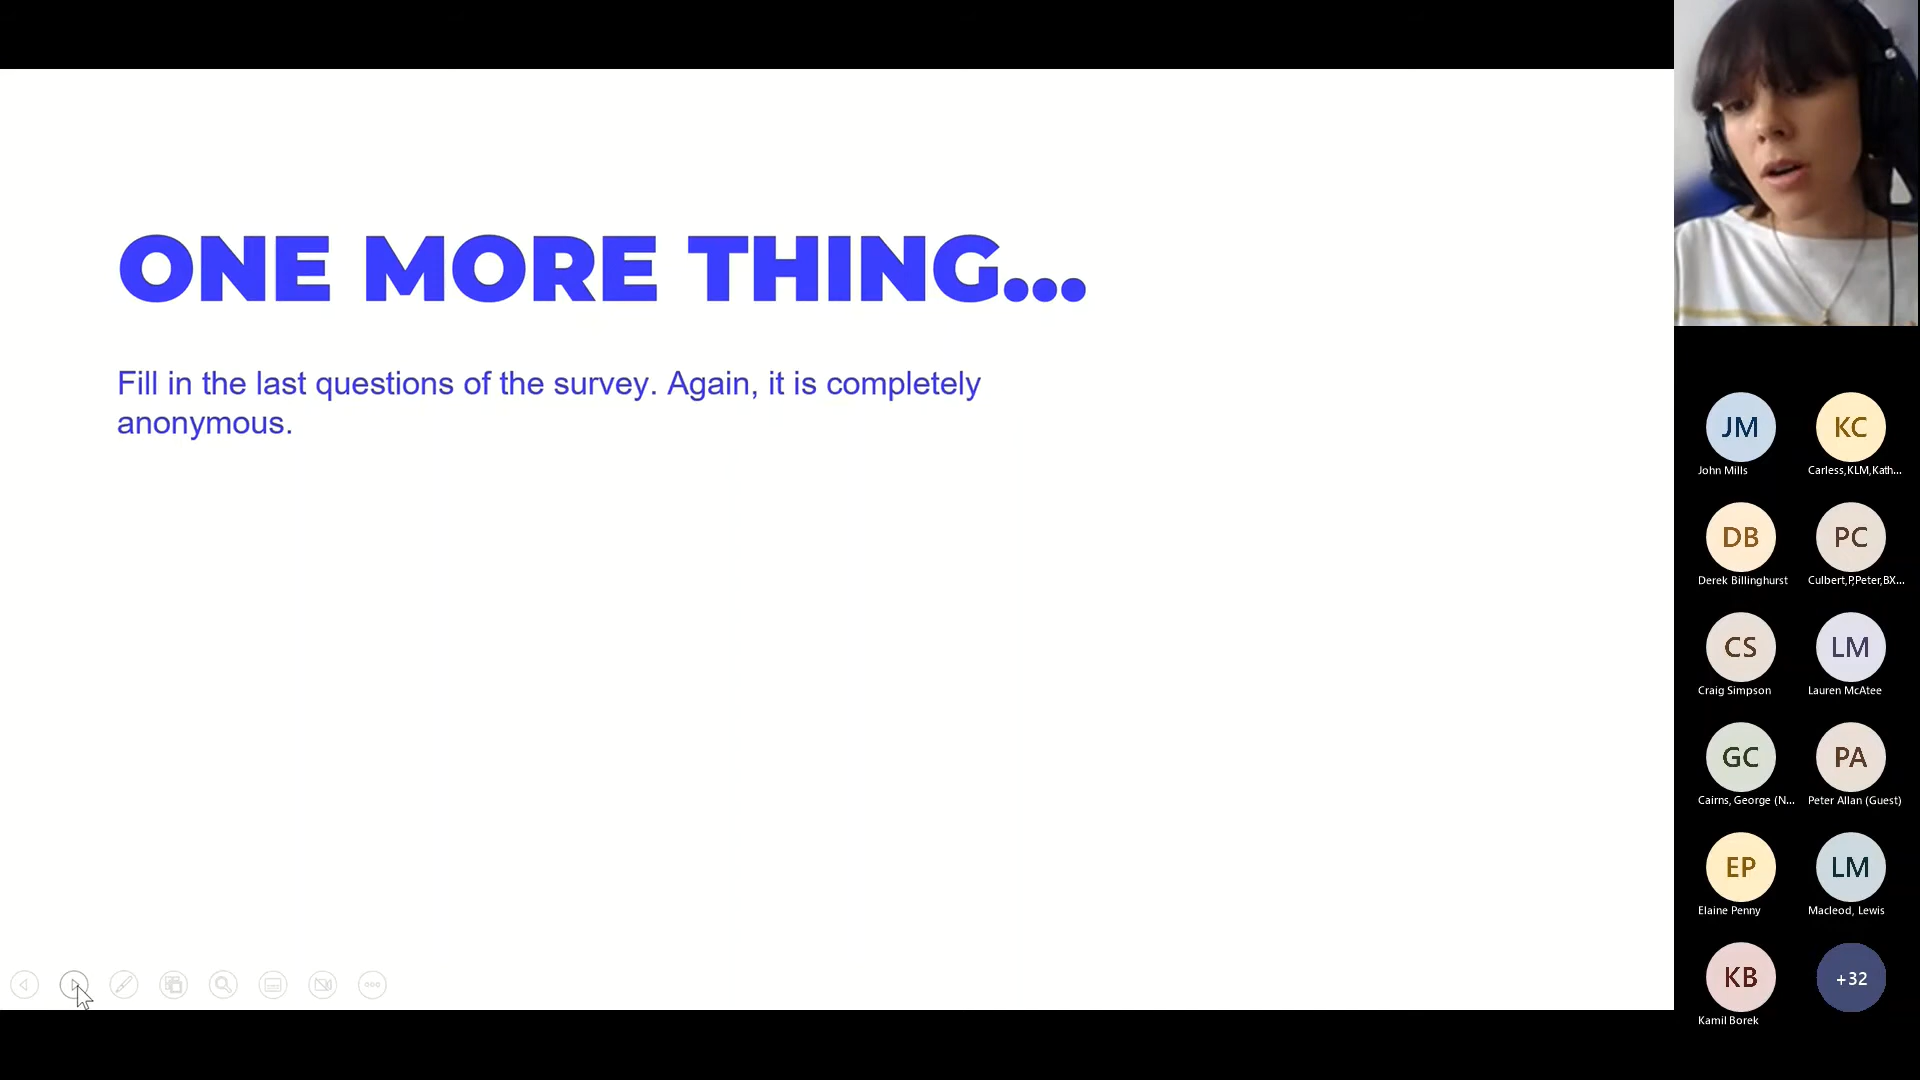 ONE MORE THING...
Fill in the last questions of the survey. Again, it is completely
anonymous.
JM
KC
John Mills
Carless,KLM,Kath...
DB
PC
Derek Billinghurst
Culbert,P,Peter,BX...
CS
LM
Craig Simpson
Lauren McAtee
GC
PA
Cairns, George (N...
Peter Allan (Guest)
EP
LM
Elaine Penny
Macleod, Lewis
KB
+32
Kamil Borek